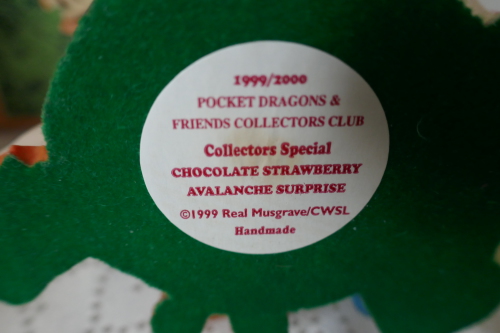 1999/2000
POCKET DRAGONS &
FRIENDS COLLECTORS CLUB
Collectors Special
CHOCOLATE STRAWBERRY
AVALANCHE SURPRISE
©1999 Real Musgrave/CWSL
Handmade